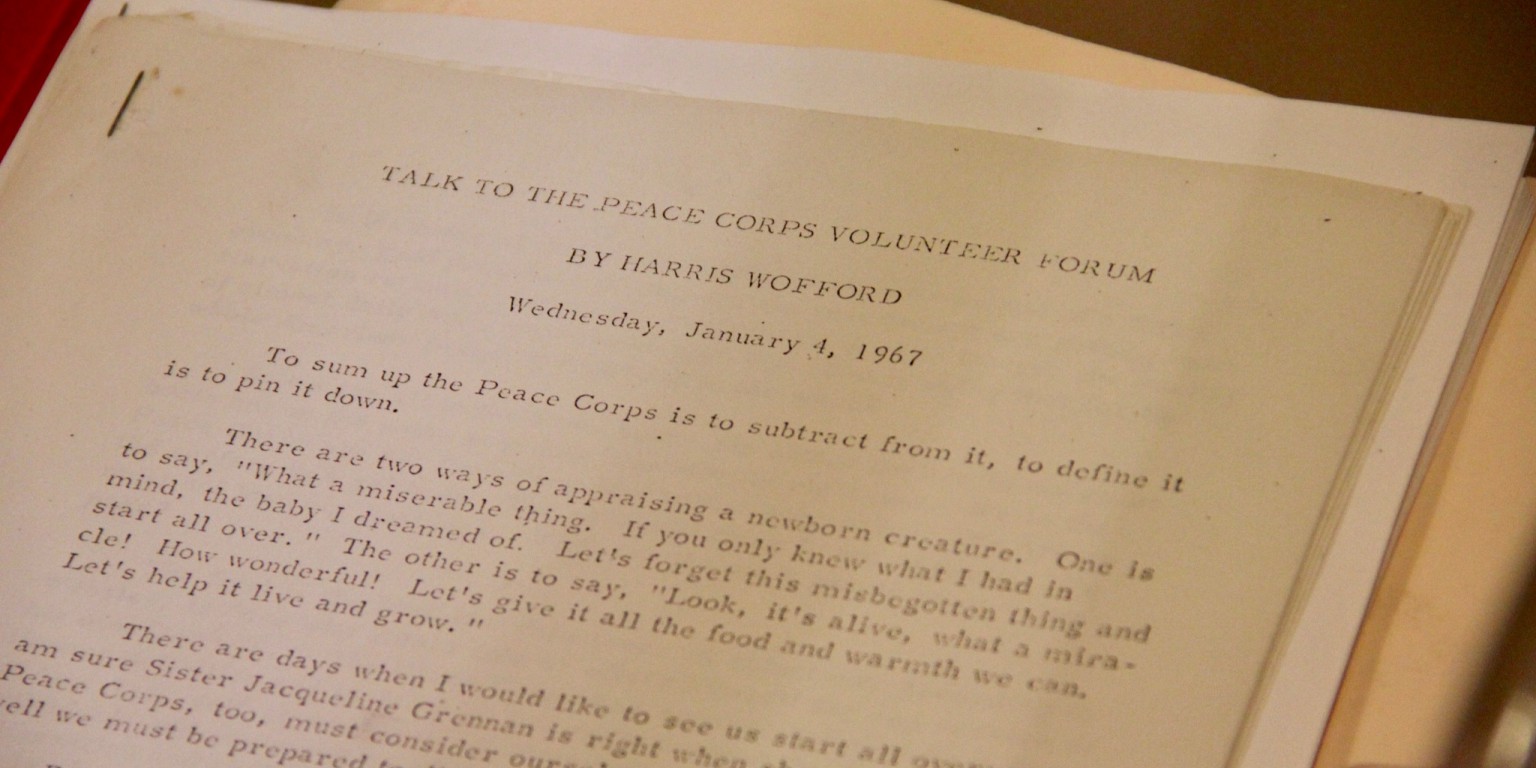 TALK TO THE PEACE CORPS VOLUNTEER FORUM
BY HARRIS WOFFORD
Wednesday, January 4, 1967
To sum up the Peace Corps is to subtract from it, to define it
is to pin it down.
There are two ways of appraising a newborn creature. One is
to say, "What a miserable thing. If you only knew what I had in
mind, the baby I dreamed of. Let's forget this misbegotten thing and
start all over." The other is to say, "Look, it's alive, what a mira-
cle! How wonderful! Let's give it all the food and warmth we can.
Let's help it live and grow."
There are days when I would like to see us start all over
am sure Sister Jacqueline Grennan is right when
Peace Corps, too, must consider
we must be prepared